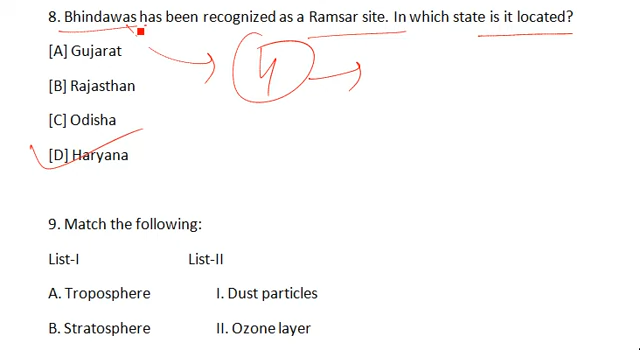 8. Bhindawas has been recognized as a Ramsar site. In which state is it located?
[A] Gujarat
[B] Rajasthan
[C] Odisha
[D] Haryana
9. Match the following:
List-I List-II
A. Troposphere I. Dust particles
B. Stratosphere II. Ozone layer